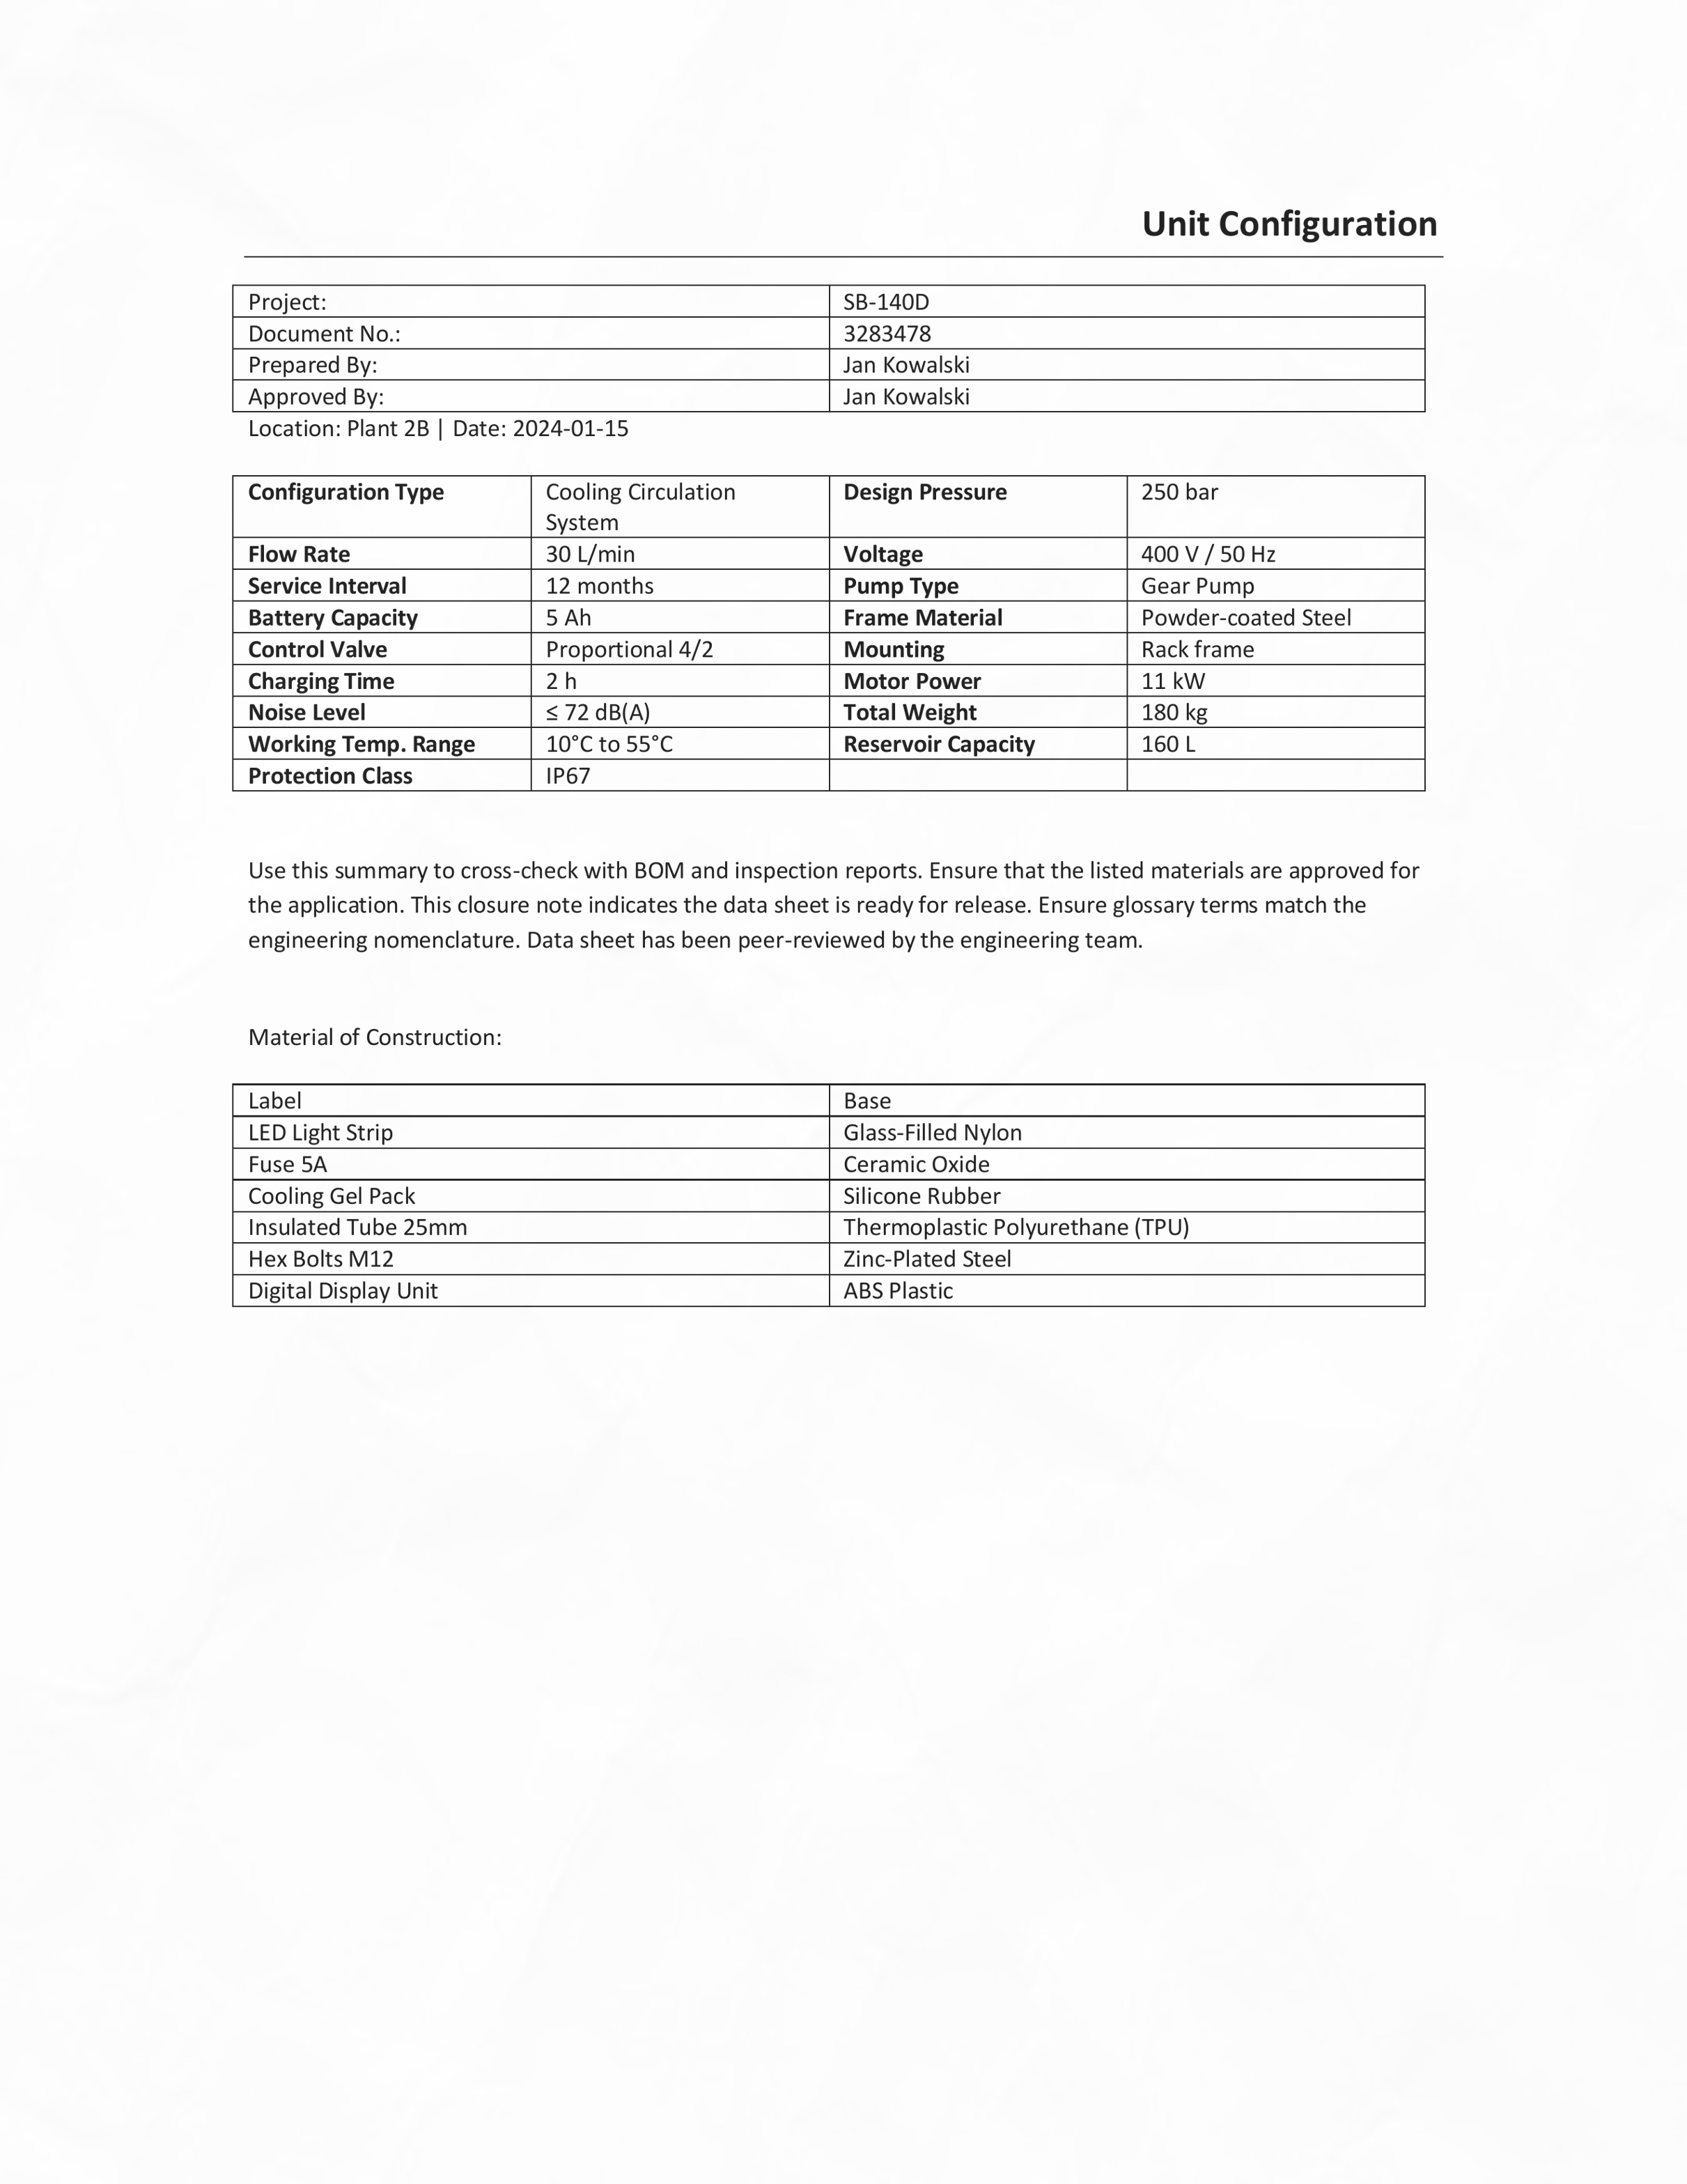 Unit Configuration
Project: SB-140D
Document No.: 3283478
Prepared By: Jan Kowalski
Approved By: Jan Kowalski
Location: Plant 2B | Date: 2024-01-15
Configuration Type Cooling Circulation System Design Pressure 250 bar
Flow Rate 30 L/min Voltage 400 V / 50 Hz
Service Interval 12 months Pump Type Gear Pump
Battery Capacity 5 Ah Frame Material Powder-coated Steel
Control Valve Proportional 4/2 Mounting Rack frame
Charging Time 2 h Motor Power 11 kW
Noise Level ≤ 72 dB(A) Total Weight 180 kg
Working Temp. Range 10°C to 55°C Reservoir Capacity 160 L
Protection Class IP67
Use this summary to cross-check with BOM and inspection reports. Ensure that the listed materials are approved for
the application. This closure note indicates the data sheet is ready for release. Ensure glossary terms match the
engineering nomenclature. Data sheet has been peer-reviewed by the engineering team.
Material of Construction:
Label Base
LED Light Strip Glass-Filled Nylon
Fuse 5A Ceramic Oxide
Cooling Gel Pack Silicone Rubber
Insulated Tube 25mm Thermoplastic Polyurethane (TPU)
Hex Bolts M12 Zinc-Plated Steel
Digital Display Unit ABS Plastic